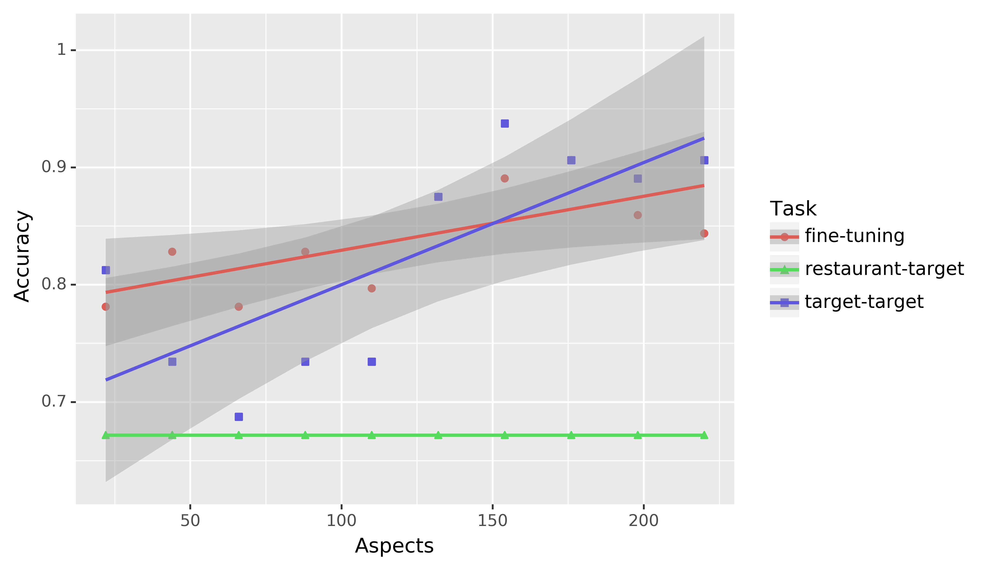 1
0.9
0.8
0.7
Accuracy
50 100 150 200
Aspects
Task
fine-tuning
restaurant-target
target-target